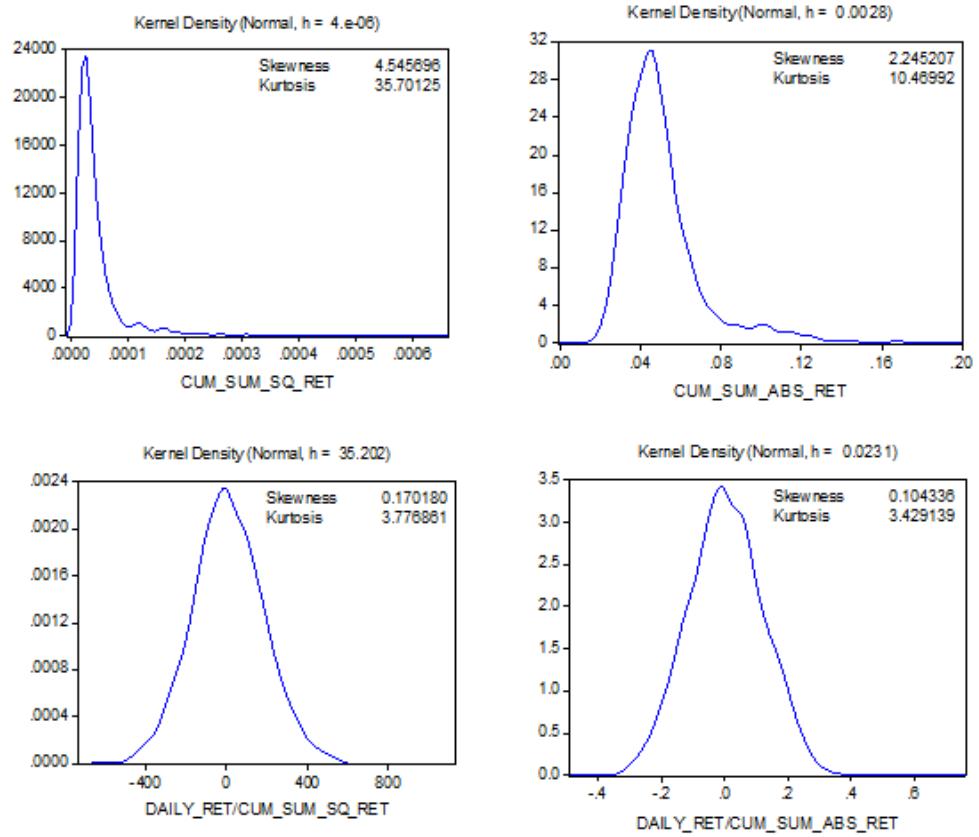 Kernel Density (Normal, h = 4.e-06)
24000
20000
16000
12000
8000
4000
0
Skewness 4.545696
Kurtosis 35.70125
.0000 .0001 .0002 .0003 .0004 .0005 .0006
CUM_SUM_SQ_RET
Kernel Density (Normal, h = 0.0028)
32
28
24
20
16
12
8
4
0
Skewness 2.245207
Kurtosis 10.46992
.00 .04 .08 .12 .16 .20
CUM_SUM_ABS_RET
Kernel Density (Normal, h = 35.202)
.0024
.0020
.0016
.0012
.0008
.0004
.0000
Skewness 0.170180
Kurtosis 3.776861
-400 0 400 800
DAILY_RET/CUM_SUM_SQ_RET
Kernel Density (Normal, h = 0.0231)
3.5
3.0
2.5
2.0
1.5
1.0
0.5
0.0
Skewness 0.104336
Kurtosis 3.429139
-.4 -.2 .0 .2 .4 .6
DAILY_RET/CUM_SUM_ABS_RET